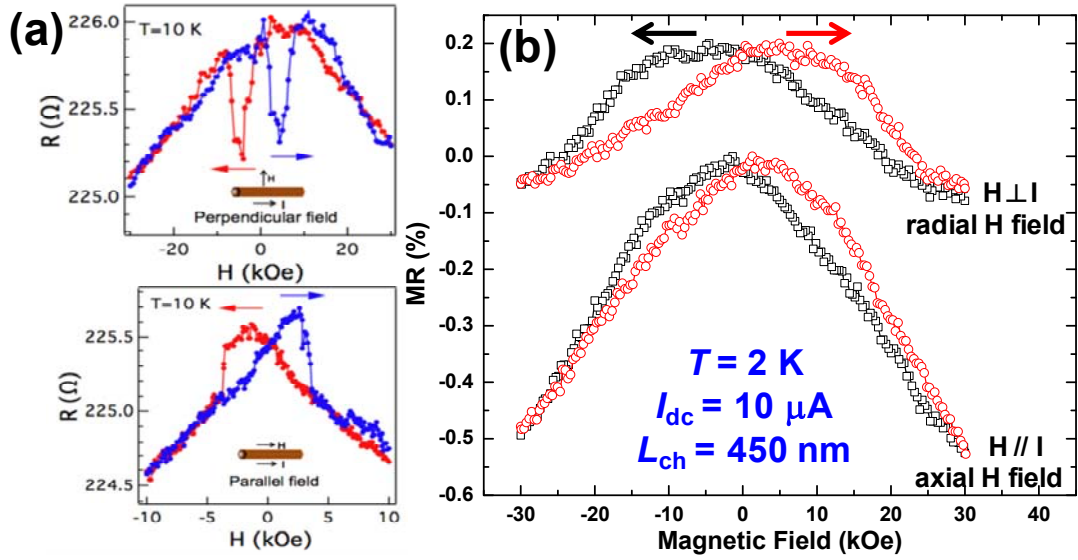 (a)
T=10 K
226.0
225.5
225.0
R (Ω)
H
I
Perpendicular field
-20
0
20
H (kOe)
T=10 K
225.5
225.0
224.5
R (Ω)
H
I
Parallel field
-10
-5
0
5
10
H (kOe)
(b)
0.2
0.1
0.0
-0.1
-0.2
-0.3
-0.4
-0.5
-0.6
MR (%)
H⊥I
radial H field
T = 2 K
I_dc = 10 μA
L_ch = 450 nm
H // I
axial H field
-30
-20
-10
0
10
20
30
Magnetic Field (kOe)